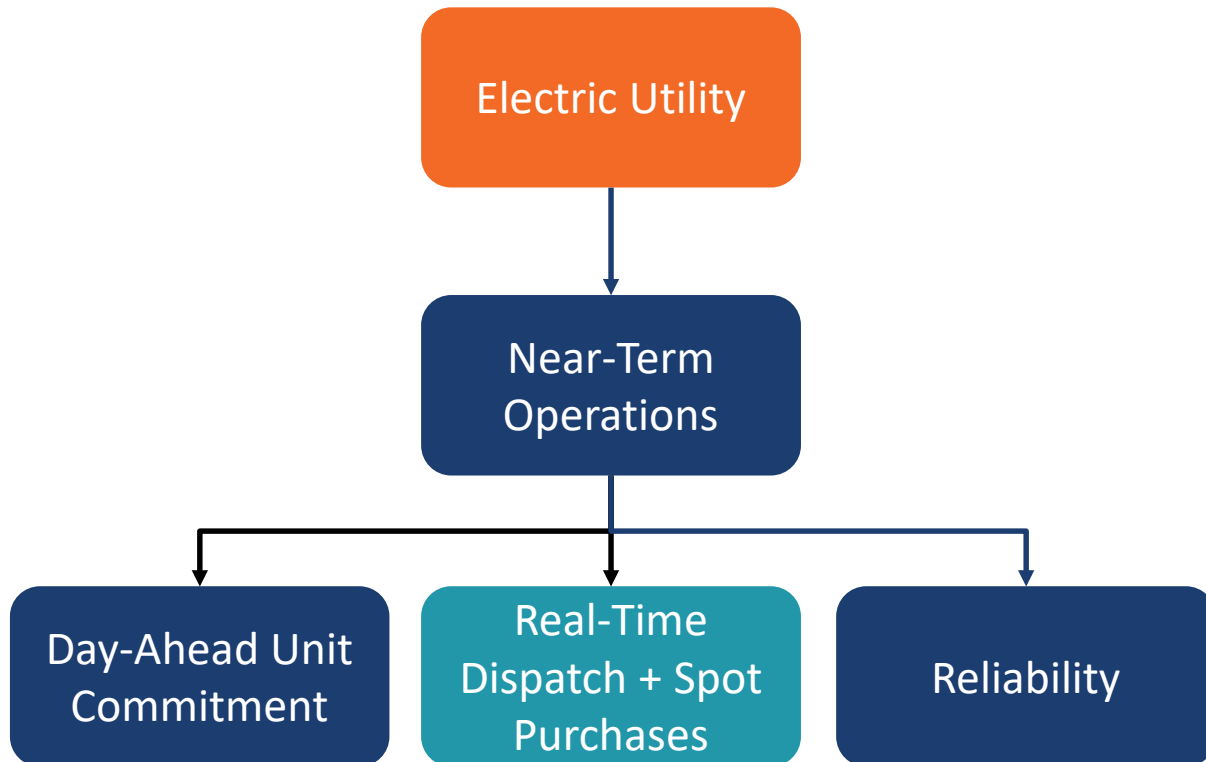 Electric Utility
Near-Term
Operations
Day-Ahead Unit
Commitment
Real-Time
Dispatch + Spot
Purchases
Reliability